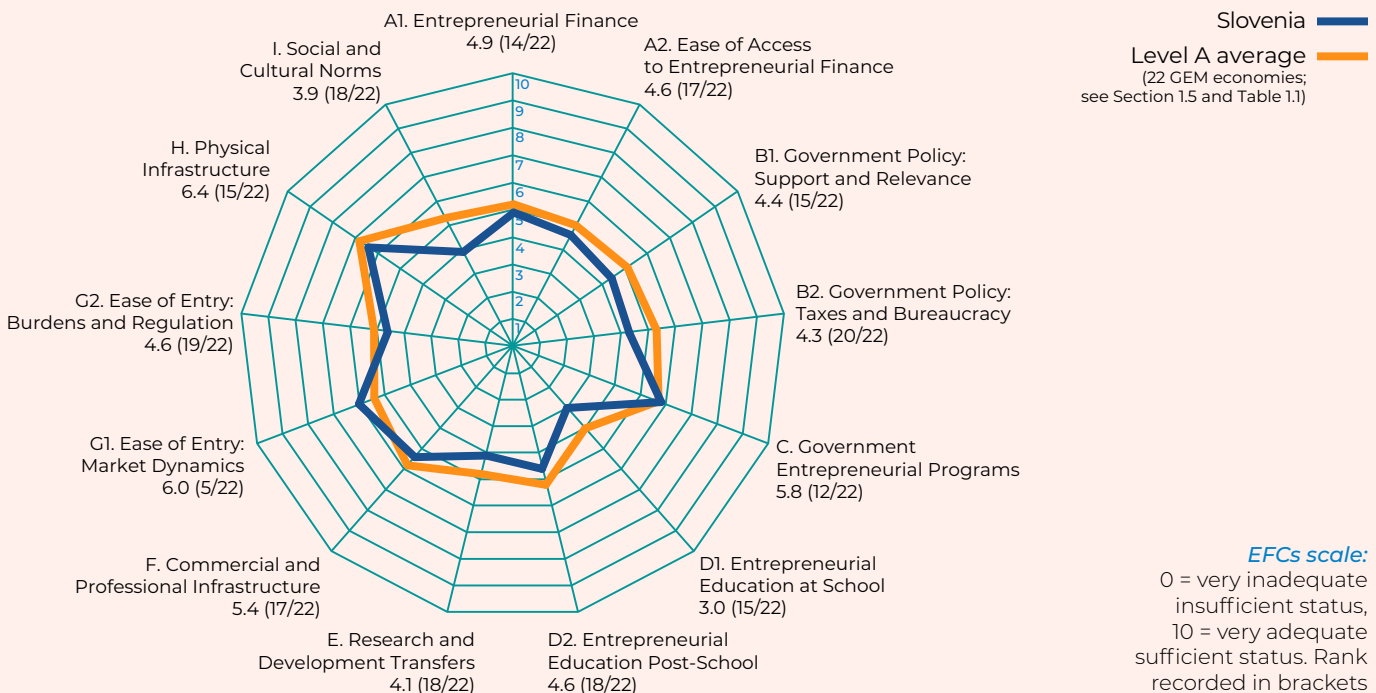 A1. Entrepreneurial Finance
4.9 (14/22)
A2. Ease of Access
to Entrepreneurial Finance
4.6 (17/22)
B1. Government Policy:
Support and Relevance
4.4 (15/22)
B2. Government Policy:
Taxes and Bureaucracy
4.3 (20/22)
C. Government
Entrepreneurial Programs
5.8 (12/22)
D1. Entrepreneurial
Education at School
3.0 (15/22)
D2. Entrepreneurial
Education Post-School
4.6 (18/22)
E. Research and
Development Transfers
4.1 (18/22)
F. Commercial and
Professional Infrastructure
5.4 (17/22)
G1. Ease of Entry:
Market Dynamics
6.0 (5/22)
G2. Ease of Entry:
Burdens and Regulation
4.6 (19/22)
H. Physical
Infrastructure
6.4 (15/22)
I. Social and
Cultural Norms
3.9 (18/22)
10
9
8
7
6
5
4
3
2
1
Slovenia
Level A average
(22 GEM economies;
see Section 1.5 and Table 1.1)
EFCs scale:
0 = very inadequate
insufficient status,
10 = very adequate
sufficient status. Rank
recorded in brackets